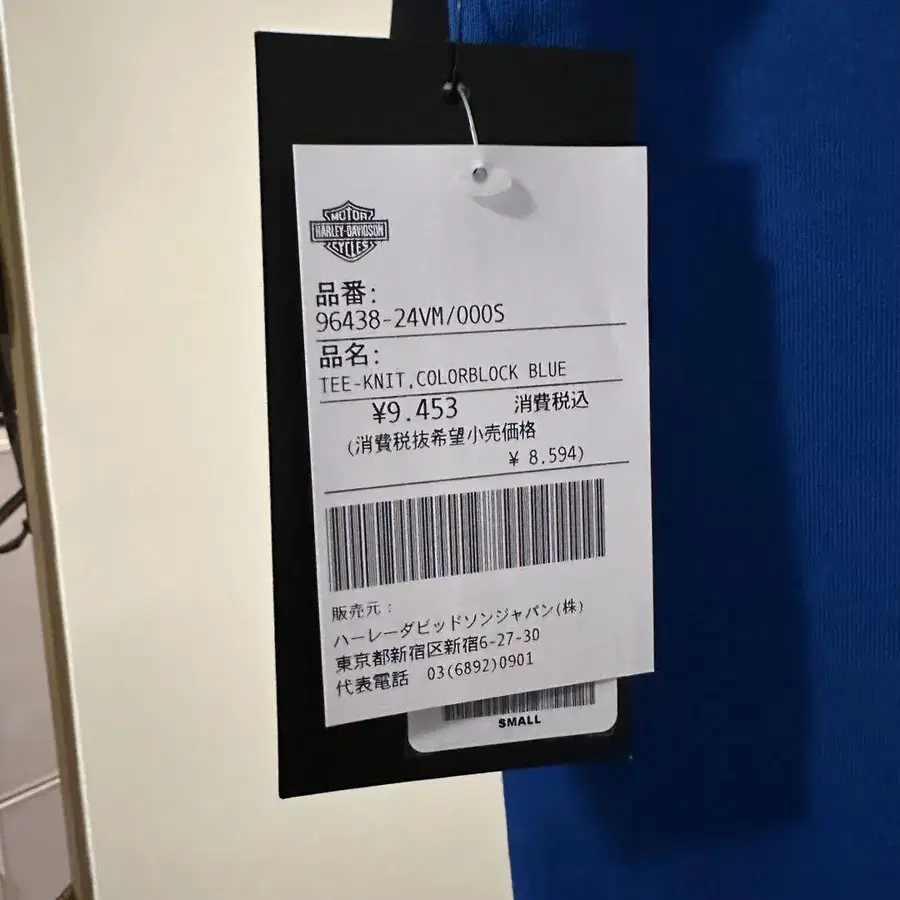 MOTOR
HARLEY-DAVIDSON
CYCLES
品番:
96438-24VM/000S
品名:
TEE-KNIT,COLORBLOCK BLUE
¥9.453 消費税込
(消費税抜希望小売価格
¥ 8.594)
販売元:
ハーレーダビッドソンジャパン(株)
東京都新宿区新宿6-27-30
代表電話 03(6892)0901
SMALL